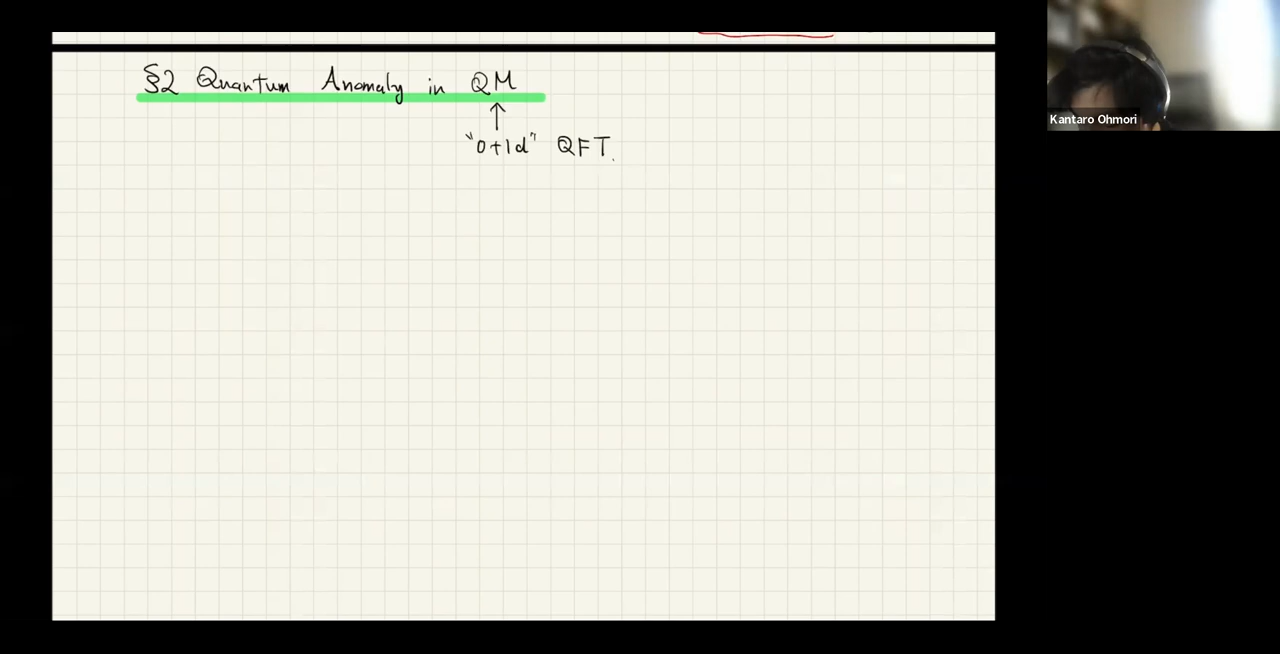 §2 Quantum Anomaly in QM
↑
"0+1d" QFT.
Kantaro Ohmori